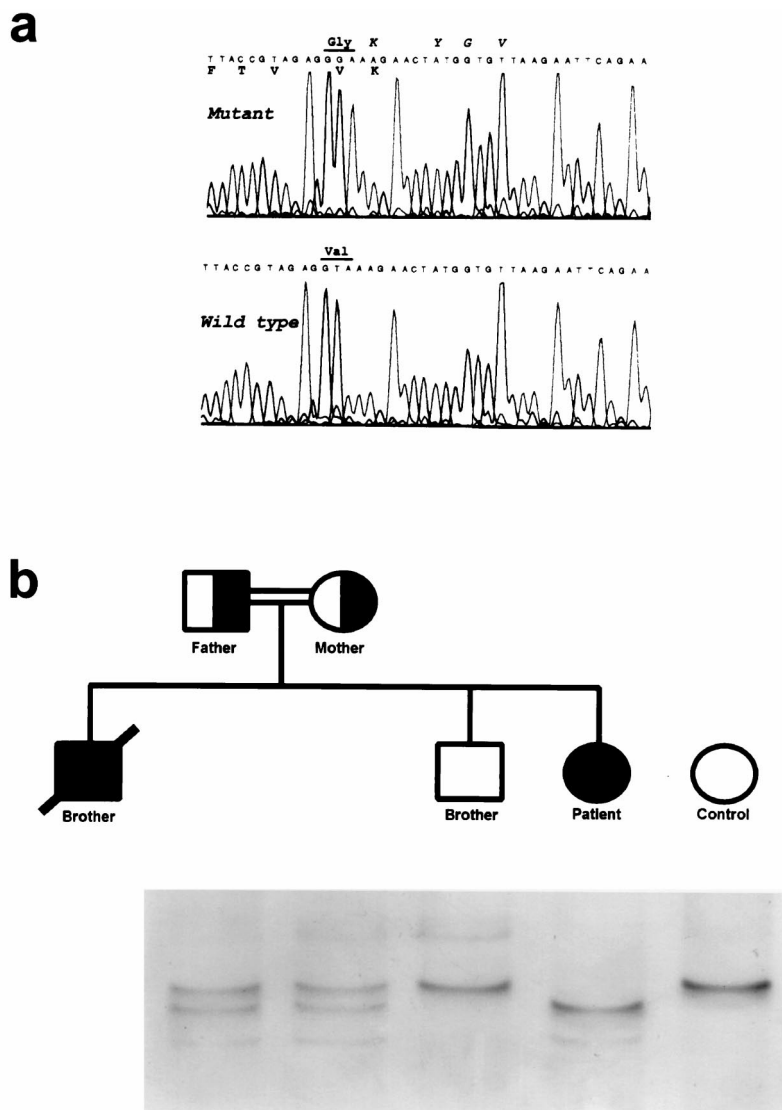 a
Gly K Y G V
TTACCGTAGAGGGAAAGAACTATGGTGTTAAGAATTCAGAA
F T V V K
Mutant
Val
TTACCGTAGAGGTAAAGAACTATGGTGTTAAGAATTCAGAA
Wild type
b
Father Mother
Brother Brother Patient Control